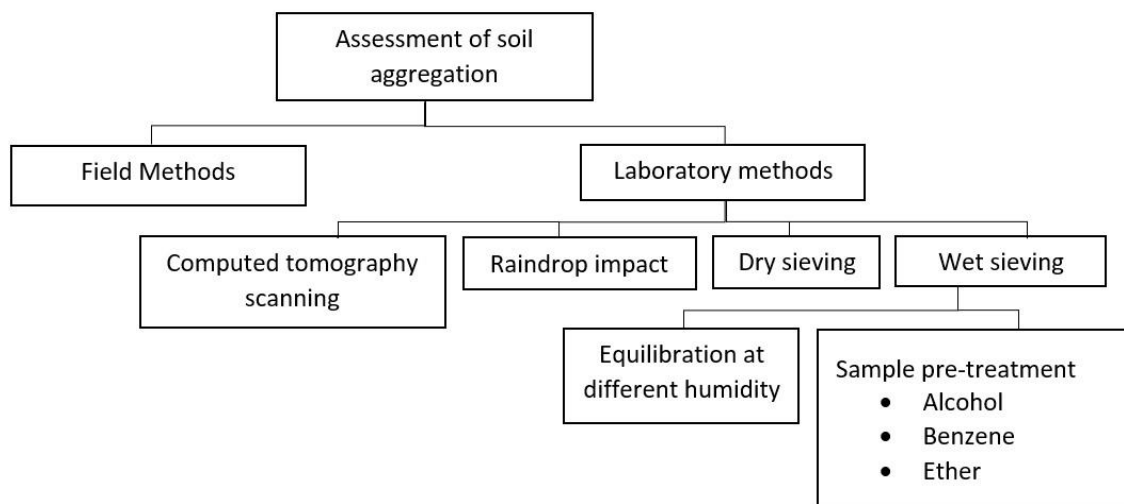 Assessment of soil
aggregation
Field Methods
Laboratory methods
Computed tomography
scanning
Raindrop impact
Dry sieving
Wet sieving
Equilibration at
different humidity
Sample pre-treatment
• Alcohol
• Benzene
• Ether